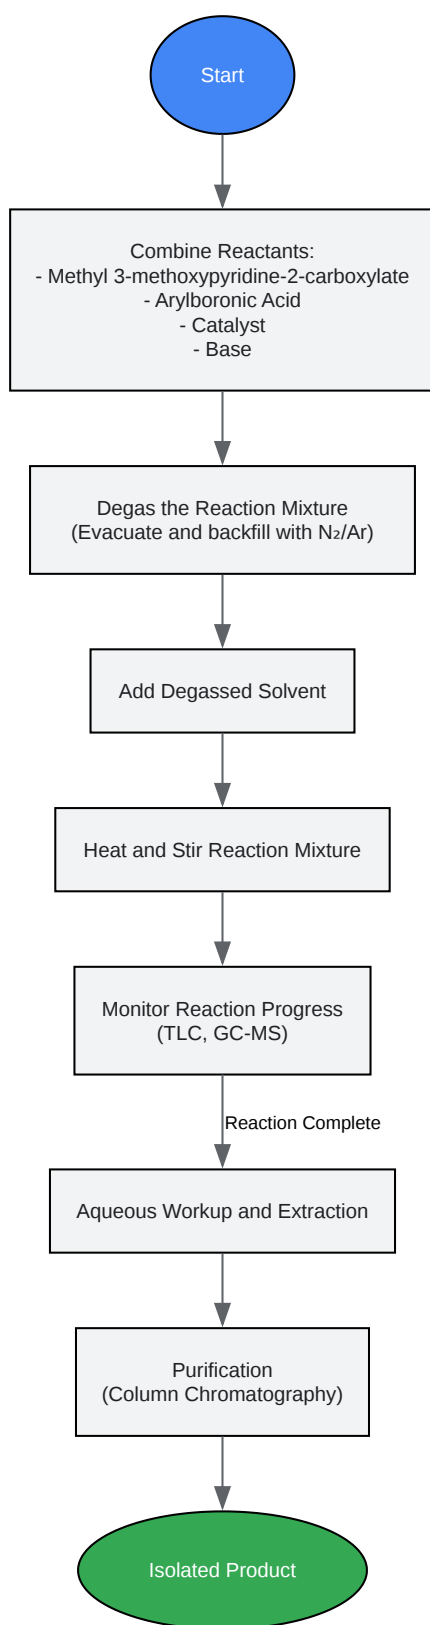 Start
Combine Reactants:
- Methyl 3-methoxypyridine-2-carboxylate
- Arylboronic Acid
- Catalyst
- Base
Degas the Reaction Mixture
(Evacuate and backfill with N₂/Ar)
Add Degassed Solvent
Heat and Stir Reaction Mixture
Monitor Reaction Progress
(TLC, GC-MS)
Reaction Complete
Aqueous Workup and Extraction
Purification
(Column Chromatography)
Isolated Product